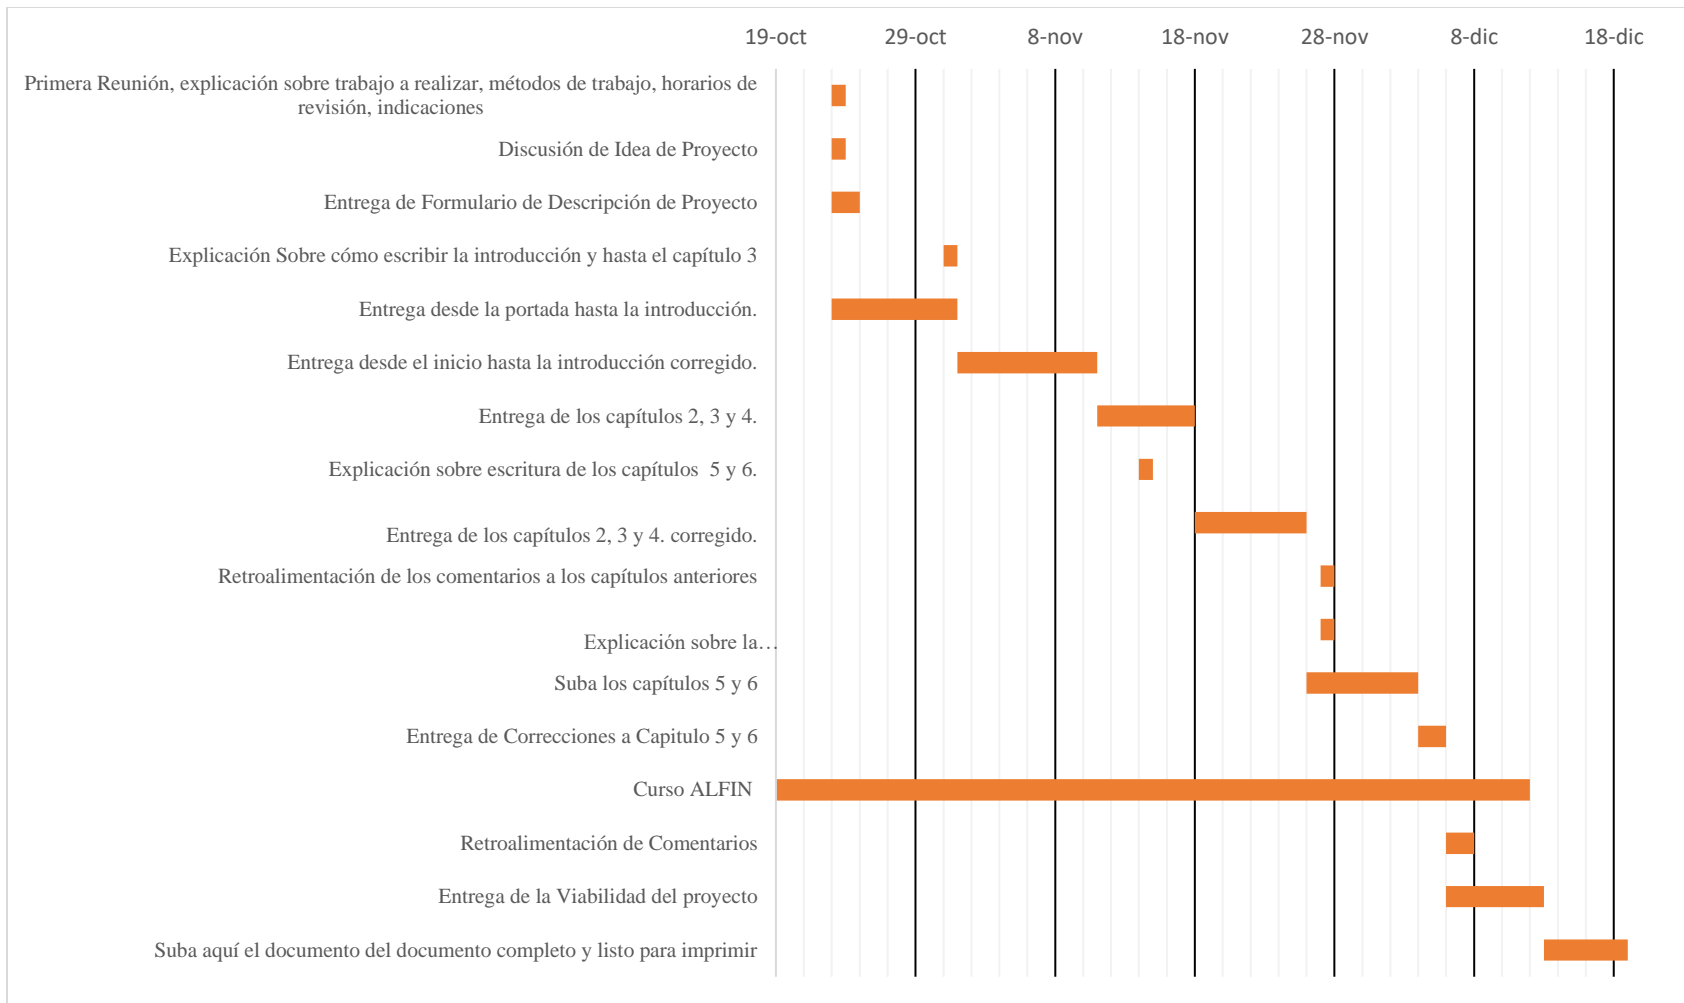 19-oct 29-oct 8-nov 18-nov 28-nov 8-dic 18-dic
Primera Reunión, explicación sobre trabajo a realizar, métodos de trabajo, horarios de
revisión, indicaciones
Discusión de Idea de Proyecto
Entrega de Formulario de Descripción de Proyecto
Explicación Sobre cómo escribir la introducción y hasta el capítulo 3
Entrega desde la portada hasta la introducción.
Entrega desde el inicio hasta la introducción corregido.
Entrega de los capítulos 2, 3 y 4.
Explicación sobre escritura de los capítulos  5 y 6.
Entrega de los capítulos 2, 3 y 4. corregido.
Retroalimentación de los comentarios a los capítulos anteriores
Explicación sobre la…
Suba los capítulos 5 y 6
Entrega de Correcciones a Capitulo 5 y 6
Curso ALFIN
Retroalimentación de Comentarios
Entrega de la Viabilidad del proyecto
Suba aquí el documento del documento completo y listo para imprimir